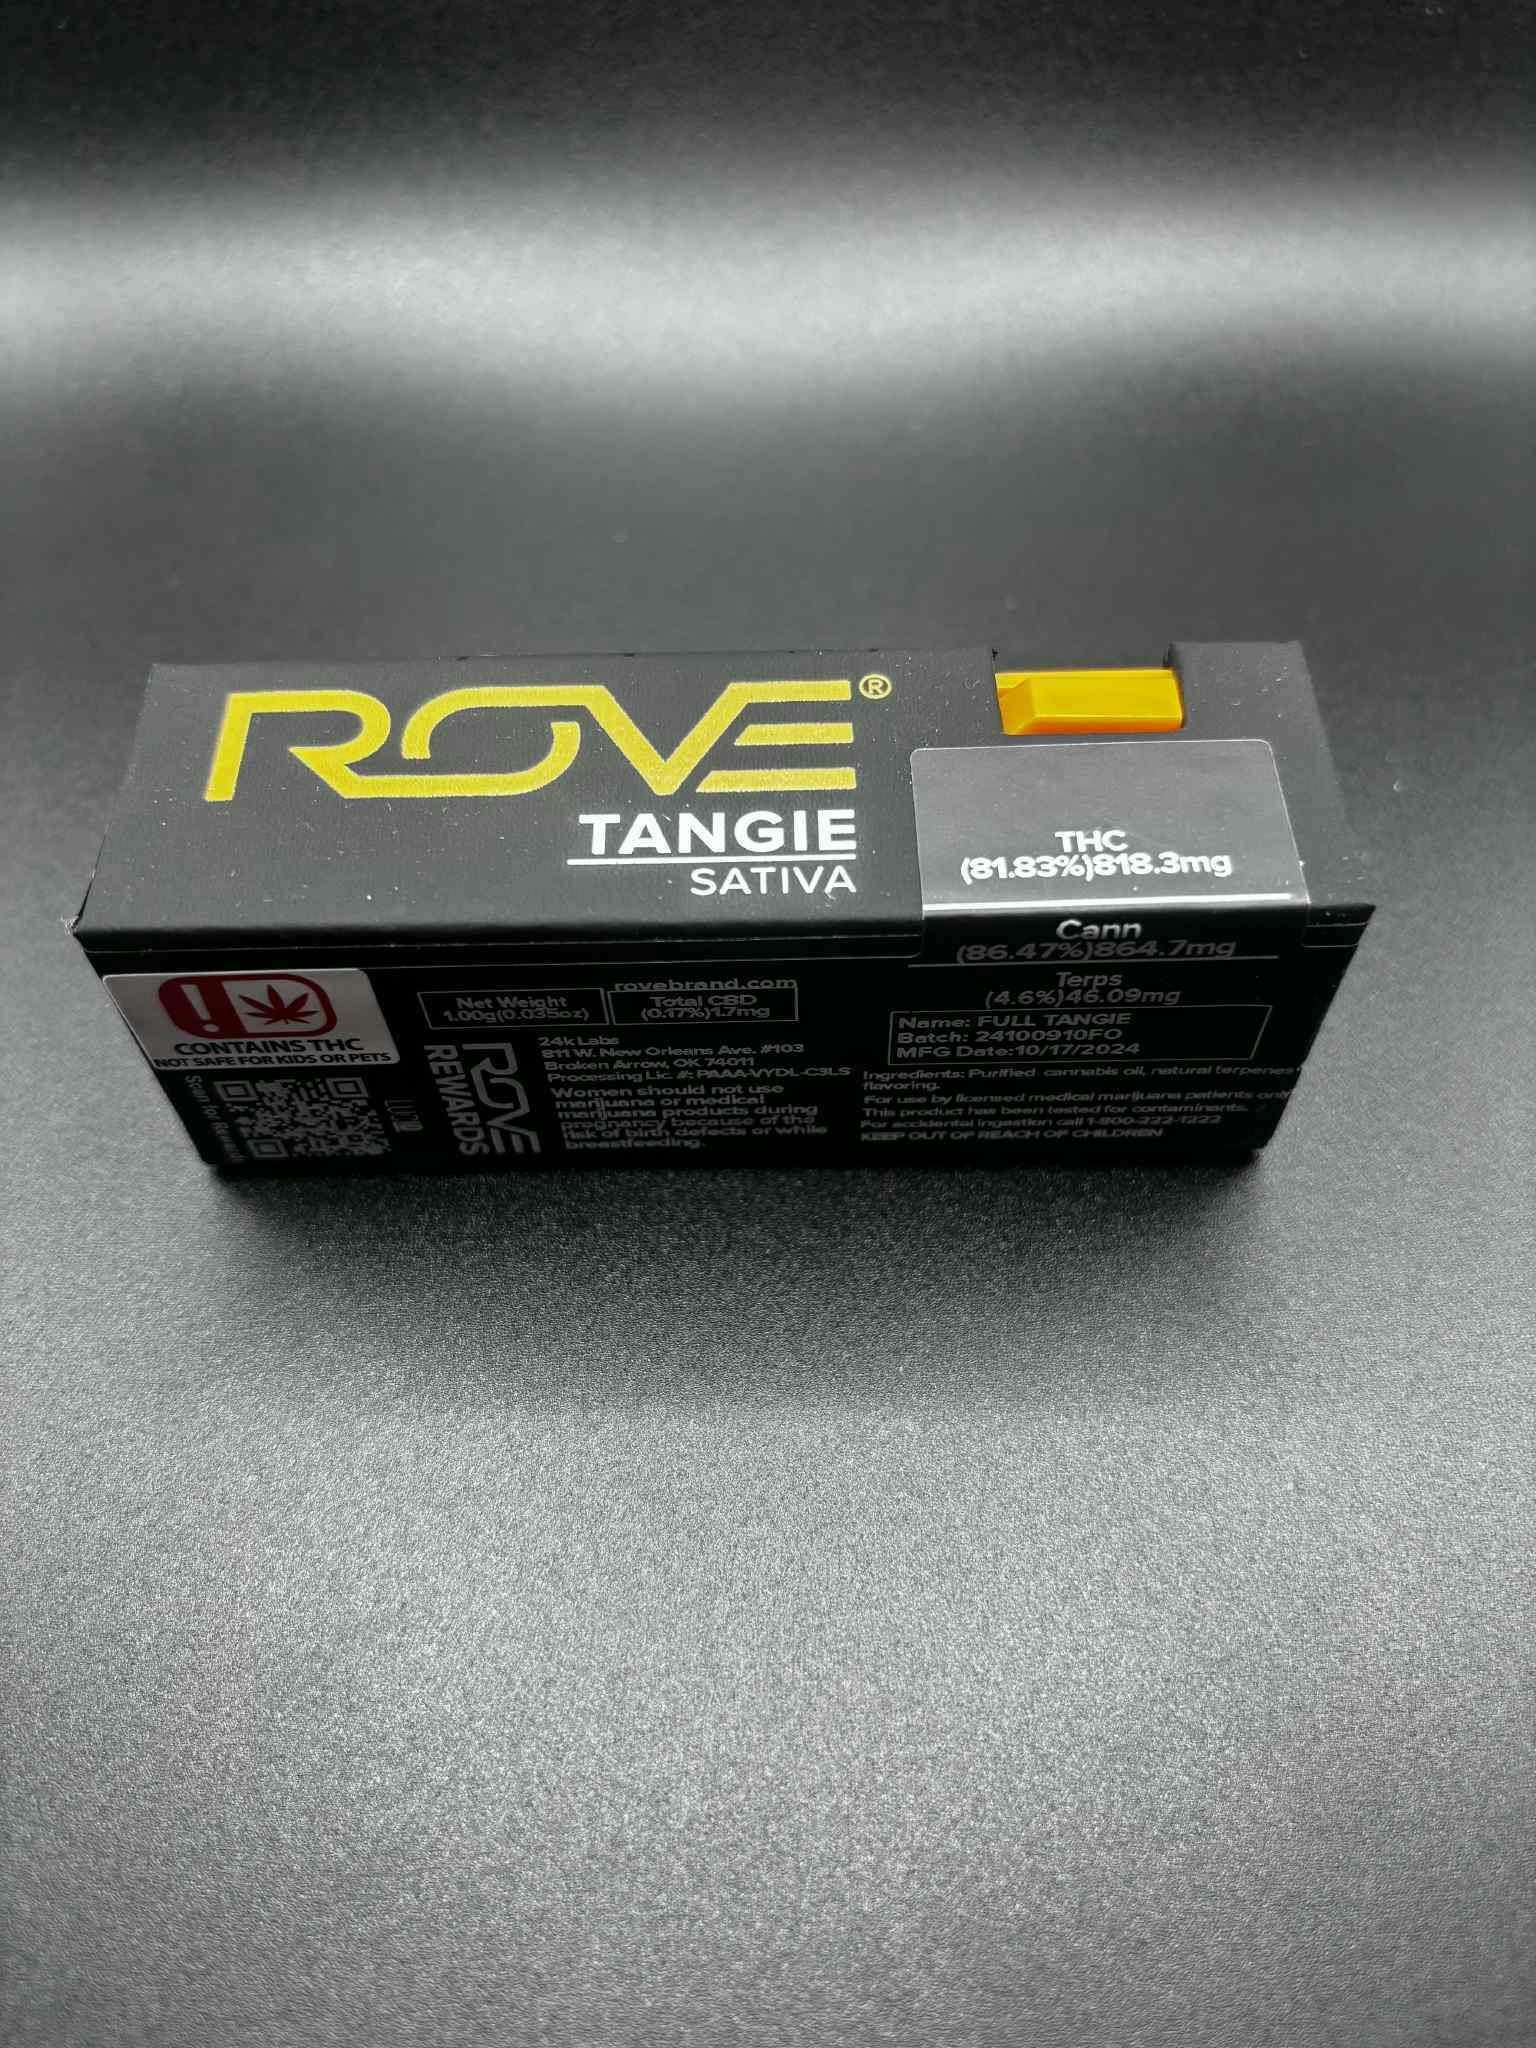 ROVE®
TANGIE
SATIVA
THC
(81.83%)818.3mg
Cann
(86.47%)864.7mg
Terps
(4.6%)46.09mg
Name: FULL TANGIE
Batch: 24100910FO
MFG Date:10/17/2024
Ingredients: Purified cannabis oil, natural terpenes
flavoring.
For use by licensed medical marijuana patients only
This product has been tested for contaminants.
For accidental ingestion call 1-800-222-1222
KEEP OUT OF REACH OF CHILDREN
rovebrand.com
Net Weight
1.00g(0.035oz)
Total CBD
(0.17%)1.7mg
24k Labs
811 W. New Orleans Ave. #103
Broken Arrow, OK 74011
Processing Lic. #: PAAA-VYDL-C3LS
Women should not use
marijuana or medical
marijuana products during
pregnancy because of the
risk of birth defects or while
breastfeeding.
ROVE
REWARDS
!
CONTAINS THC
NOT SAFE FOR KIDS OR PETS
Scan for